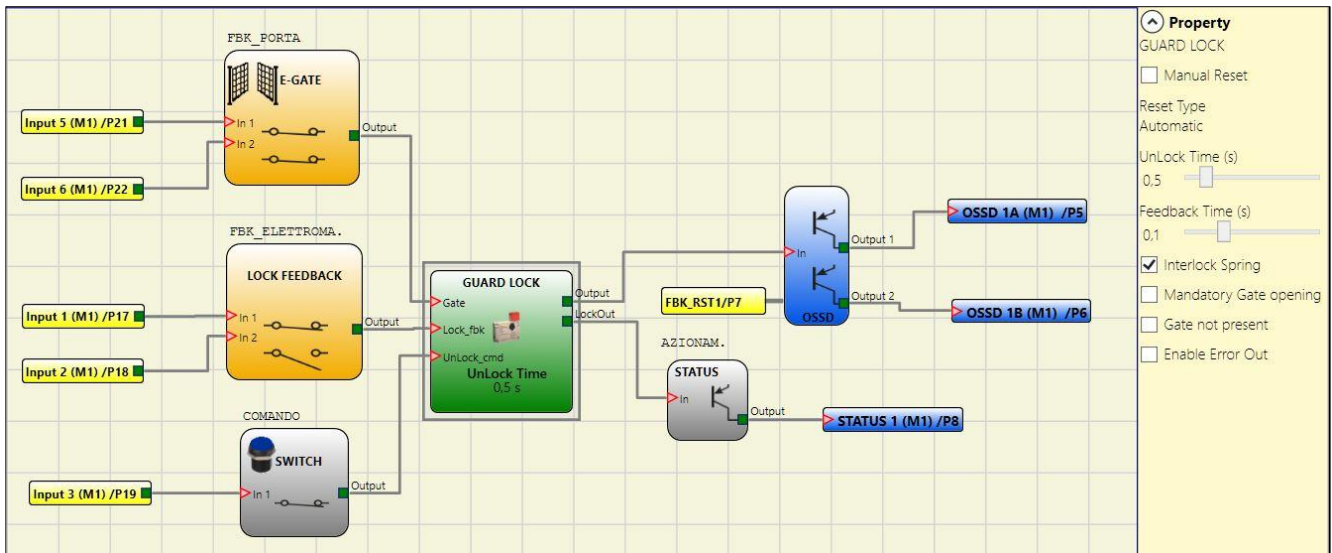 FBK_PORTA
E-GATE
Input 5 (M1) /P21
In 1
In 2
Output
Input 6 (M1) /P22
FBK_ELETTROMA.
LOCK FEEDBACK
Input 1 (M1) /P17
In 1
In 2
Output
Input 2 (M1) /P18
COMANDO
SWITCH
Input 3 (M1) /P19
In 1
Output
GUARD LOCK
Gate
Lock_fbk
UnLock_cmd
Output
LockOut
UnLock Time
0,5 s
FBK_RST1/P7
In
Output 1
Output 2
OSSD
OSSD 1A (M1) /P5
OSSD 1B (M1) /P6
AZIONAM.
STATUS
In
Output
STATUS 1 (M1) /P8
Property
GUARD LOCK
Manual Reset
Reset Type
Automatic
UnLock Time (s)
0,5
Feedback Time (s)
0,1
Interlock Spring
Mandatory Gate opening
Gate not present
Enable Error Out